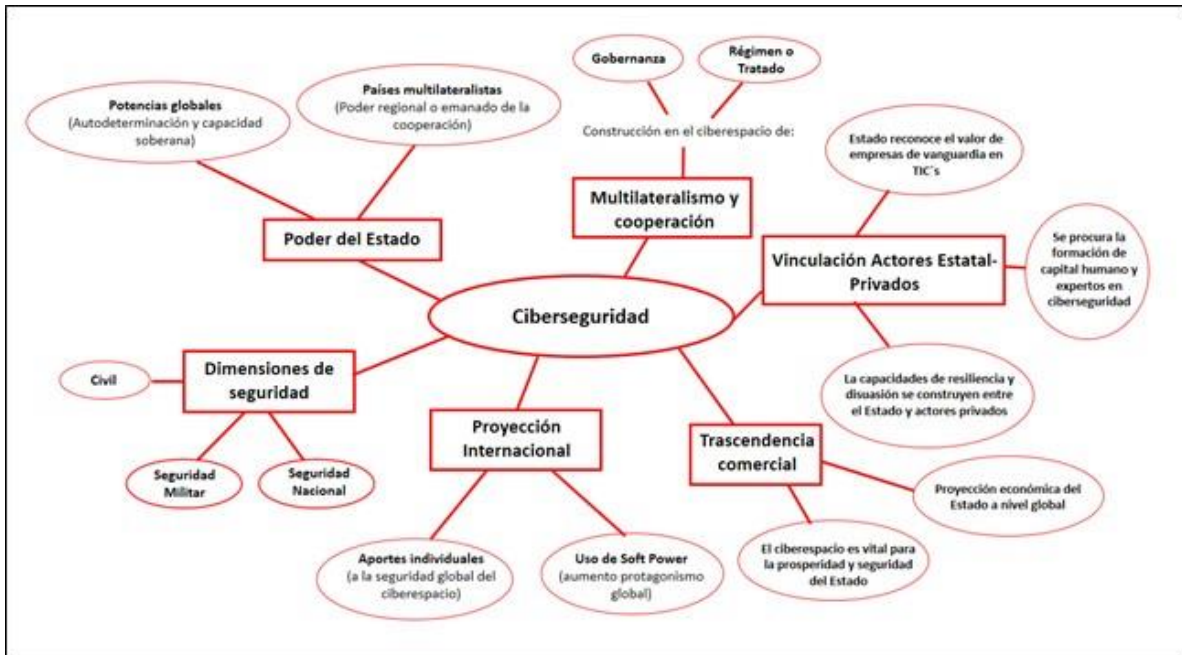 Gobernanza
Régimen o
Tratado
Construcción en el ciberespacio de:
Multilateralismo y
cooperación
Potencias globales
(Autodeterminación y capacidad
soberana)
Países multilateralistas
(Poder regional o emanado de la
cooperación)
Poder del Estado
Estado reconoce el valor de
empresas de vanguardia en
TIC´s
Vinculación Actores Estatal-
Privados
Se procura la
formación de
capital humano y
expertos en
ciberseguridad
La capacidades de resiliencia y
disuasión se construyen entre
el Estado y actores privados
Ciberseguridad
Dimensiones de
seguridad
Civil
Seguridad
Militar
Seguridad
Nacional
Proyección
Internacional
Aportes individuales
(a la seguridad global del
ciberespacio)
Uso de Soft Power
(aumento protagonismo
global)
Trascendencia
comercial
Proyección económica del
Estado a nivel global
El ciberespacio es vital para
la prosperidad y seguridad
del Estado